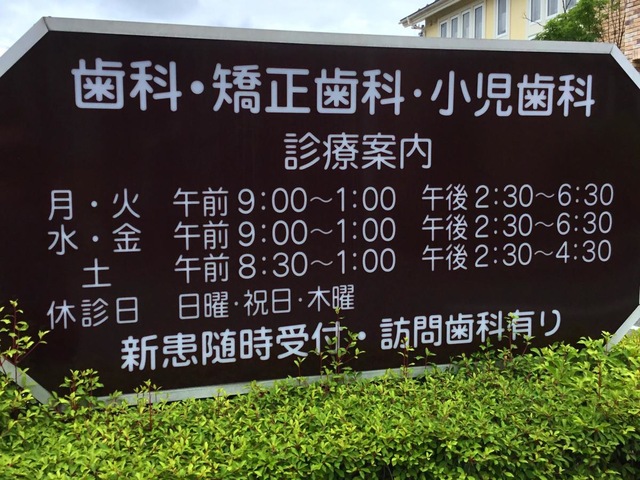 歯科・矯正歯科・小児歯科
診療案内
月・火 午前9:00～1:00 午後2:30～6:30
水・金 午前9:00～1:00 午後2:30～6:30
土 午前8:30～1:00 午後2:30～4:30
休診日 日曜・祝日・木曜
新患随時受付・訪問歯科有り